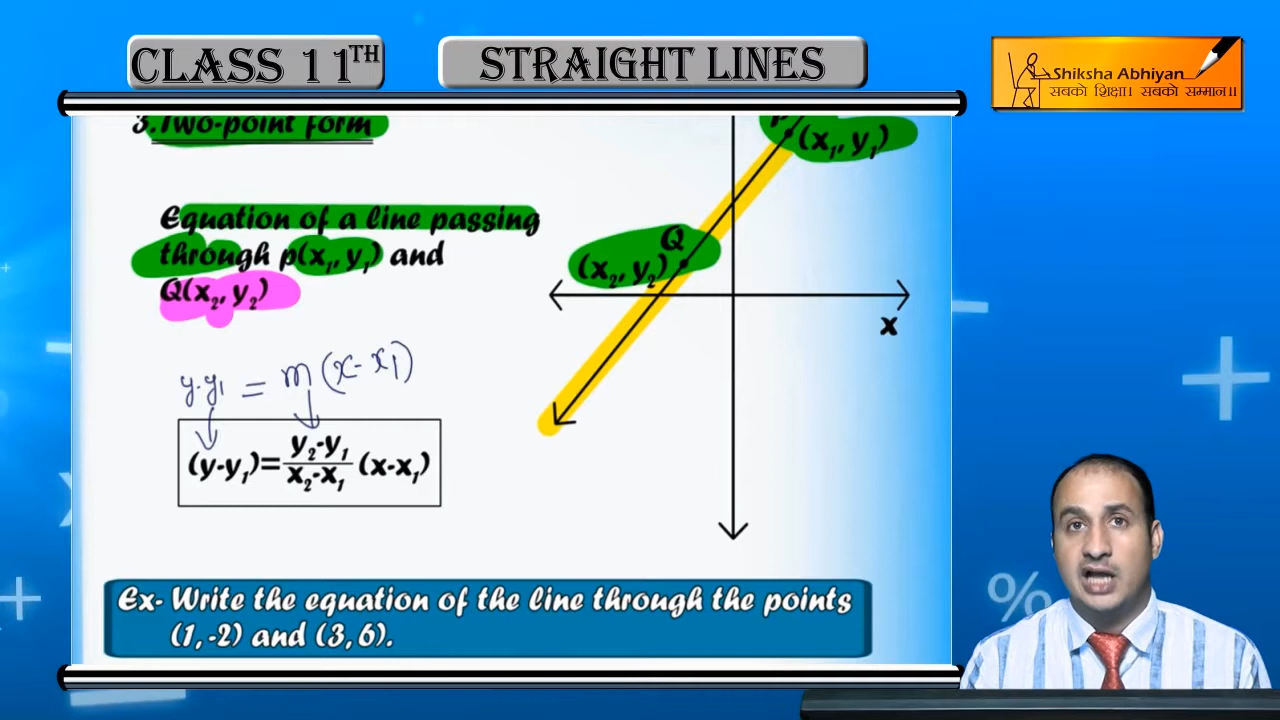 CLASS 11TH
STRAIGHT LINES
Shiksha Abhiyan
सबको शिक्षा। सबको सम्मान।।
3. Two-point form
(x₁, y₁)
Equation of a line passing
through p(x₁, y₁) and
Q(x₂, y₂)
Q
(x₂, y₂)
x
y-y₁ = m(x-x₁)
(y-y₁)=y₂-y₁/x₂-x₁ (x-x₁)
Ex- Write the equation of the line through the points
(1, -2) and (3, 6).
%